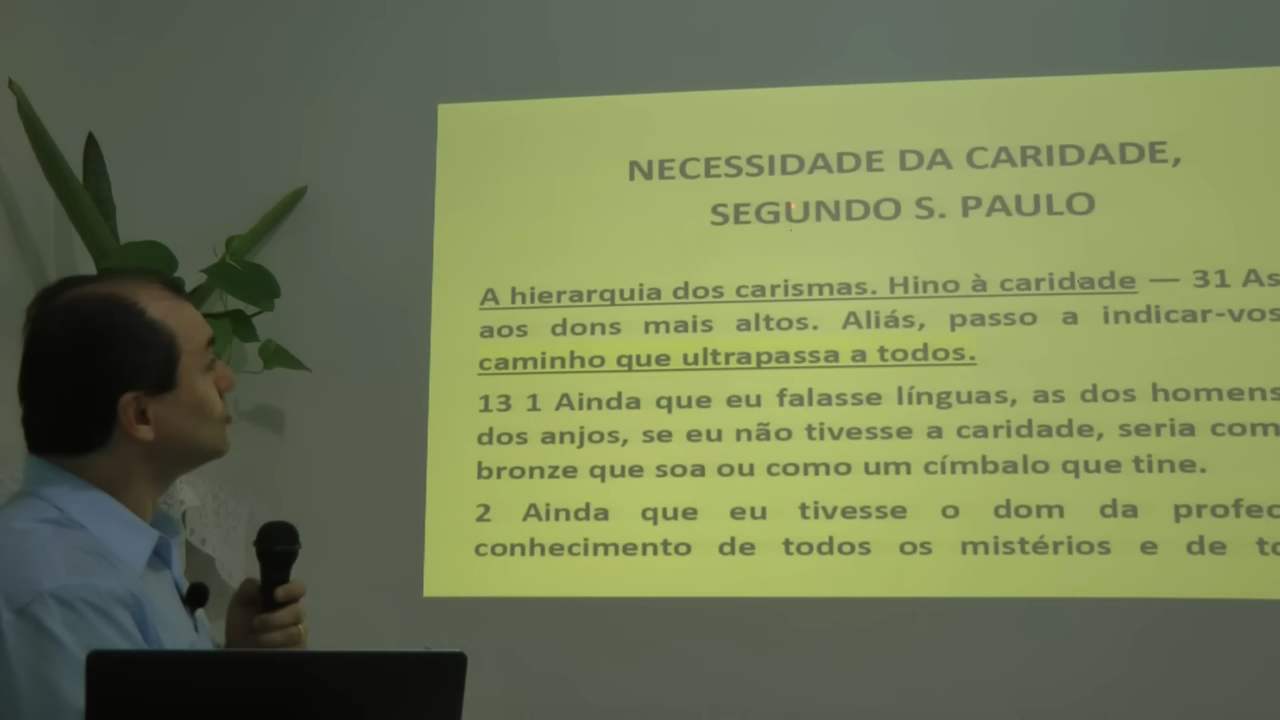 NECESSIDADE DA CARIDADE,
SEGUNDO S. PAULO
A hierarquia dos carismas. Hino à caridade — 31 As
aos dons mais altos. Aliás, passo a indicar-vos
caminho que ultrapassa a todos.
13 1 Ainda que eu falasse línguas, as dos homens
dos anjos, se eu não tivesse a caridade, seria com
bronze que soa ou como um címbalo que tine.
2 Ainda que eu tivesse o dom da profec
conhecimento de todos os mistérios e de to